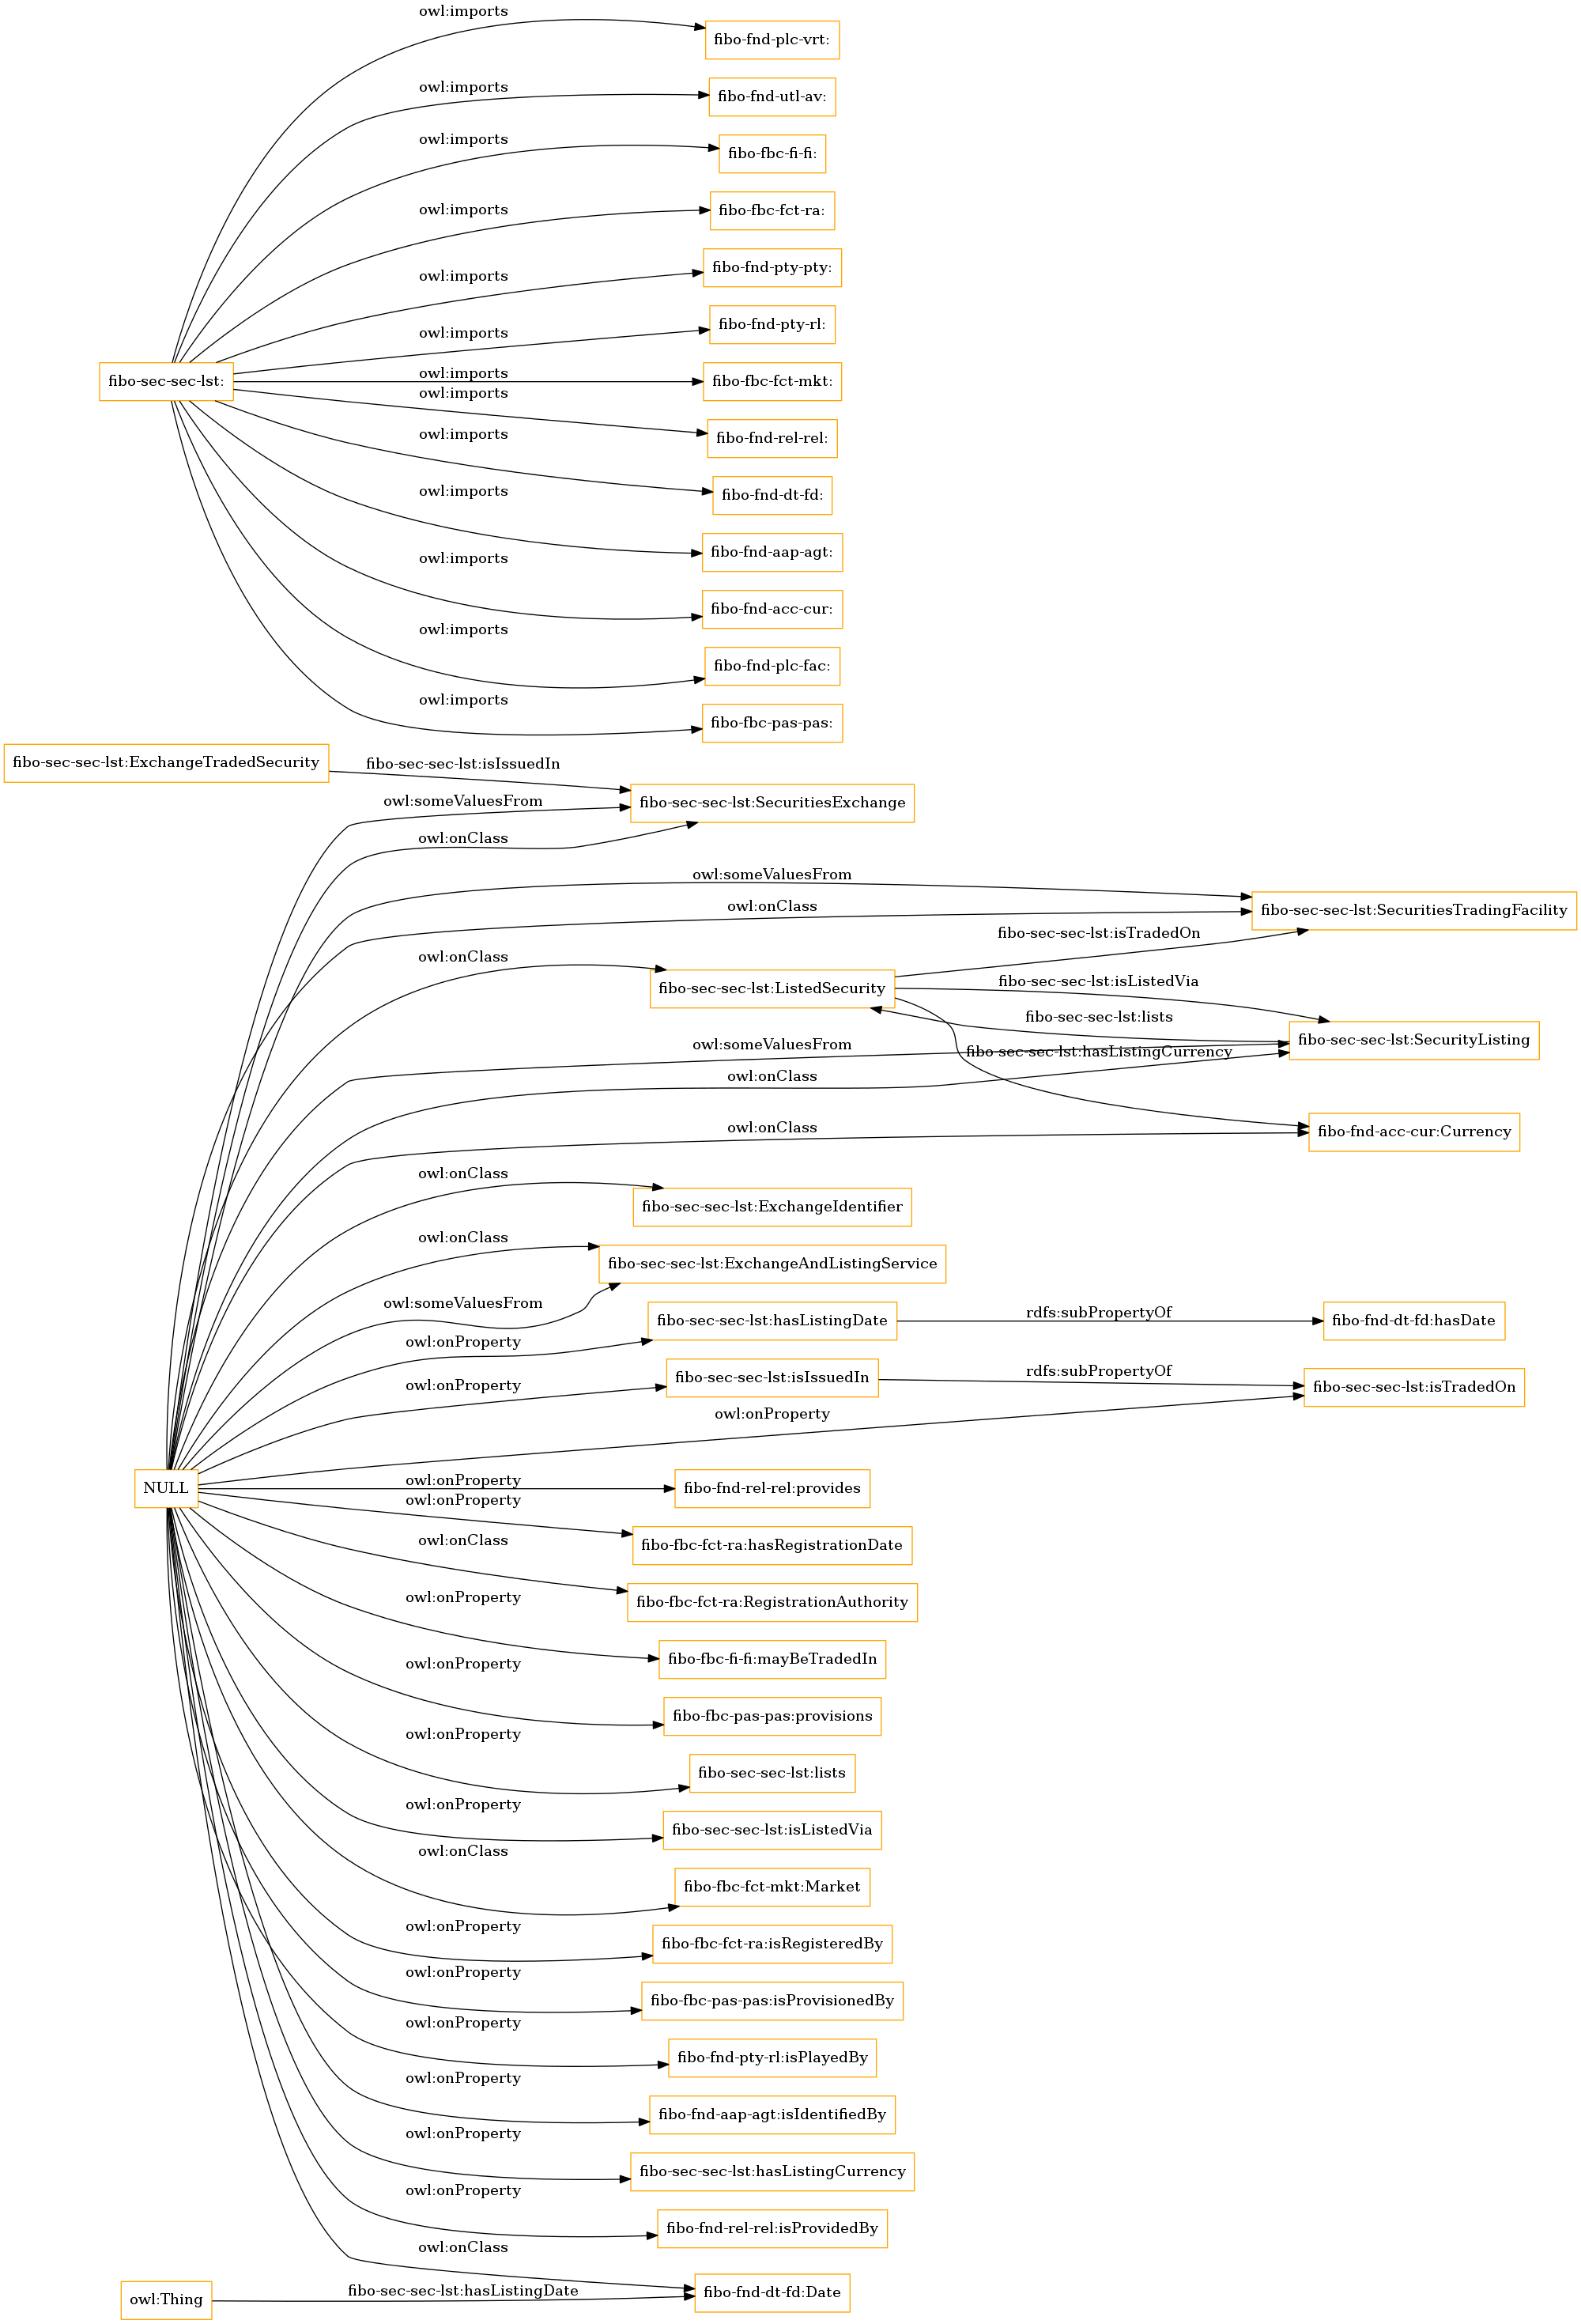 owl:imports
fibo-fnd-plc-vrt:
owl:imports
fibo-fnd-utl-av:
owl:imports
fibo-fbc-fi-fi:
owl:imports
fibo-fbc-fct-ra:
owl:imports
fibo-fnd-pty-pty:
owl:imports
fibo-fnd-pty-rl:
fibo-sec-sec-lst:
owl:imports
fibo-fbc-fct-mkt:
owl:imports
fibo-fnd-rel-rel:
owl:imports
fibo-fnd-dt-fd:
owl:imports
fibo-fnd-aap-agt:
owl:imports
fibo-fnd-acc-cur:
owl:imports
fibo-fnd-plc-fac:
owl:imports
fibo-fbc-pas-pas:
fibo-sec-sec-lst:ExchangeTradedSecurity
fibo-sec-sec-lst:isIssuedIn
owl:someValuesFrom
fibo-sec-sec-lst:SecuritiesExchange
owl:onClass
owl:someValuesFrom
owl:onClass
fibo-sec-sec-lst:SecuritiesTradingFacility
fibo-sec-sec-lst:isTradedOn
owl:onClass
fibo-sec-sec-lst:ListedSecurity
fibo-sec-sec-lst:isListedVia
fibo-sec-sec-lst:lists
fibo-sec-sec-lst:SecurityListing
owl:someValuesFrom
fibo-sec-sec-lst:hasListingCurrency
owl:onClass
owl:onClass
fibo-fnd-acc-cur:Currency
owl:onClass
fibo-sec-sec-lst:ExchangeIdentifier
owl:onClass
fibo-sec-sec-lst:ExchangeAndListingService
owl:someValuesFrom
fibo-sec-sec-lst:hasListingDate
rdfs:subPropertyOf
fibo-fnd-dt-fd:hasDate
owl:onProperty
owl:onProperty
fibo-sec-sec-lst:isIssuedIn
rdfs:subPropertyOf
fibo-sec-sec-lst:isTradedOn
owl:onProperty
NULL
owl:onProperty
fibo-fnd-rel-rel:provides
owl:onProperty
fibo-fbc-fct-ra:hasRegistrationDate
owl:onClass
fibo-fbc-fct-ra:RegistrationAuthority
owl:onProperty
fibo-fbc-fi-fi:mayBeTradedIn
owl:onProperty
fibo-fbc-pas-pas:provisions
owl:onProperty
fibo-sec-sec-lst:lists
owl:onProperty
fibo-sec-sec-lst:isListedVia
owl:onClass
fibo-fbc-fct-mkt:Market
owl:onProperty
fibo-fbc-fct-ra:isRegisteredBy
owl:onProperty
fibo-fbc-pas-pas:isProvisionedBy
owl:onProperty
fibo-fnd-pty-rl:isPlayedBy
owl:onProperty
fibo-fnd-aap-agt:isIdentifiedBy
owl:onProperty
fibo-sec-sec-lst:hasListingCurrency
owl:onProperty
fibo-fnd-rel-rel:isProvidedBy
owl:onClass
owl:Thing
fibo-sec-sec-lst:hasListingDate
fibo-fnd-dt-fd:Date